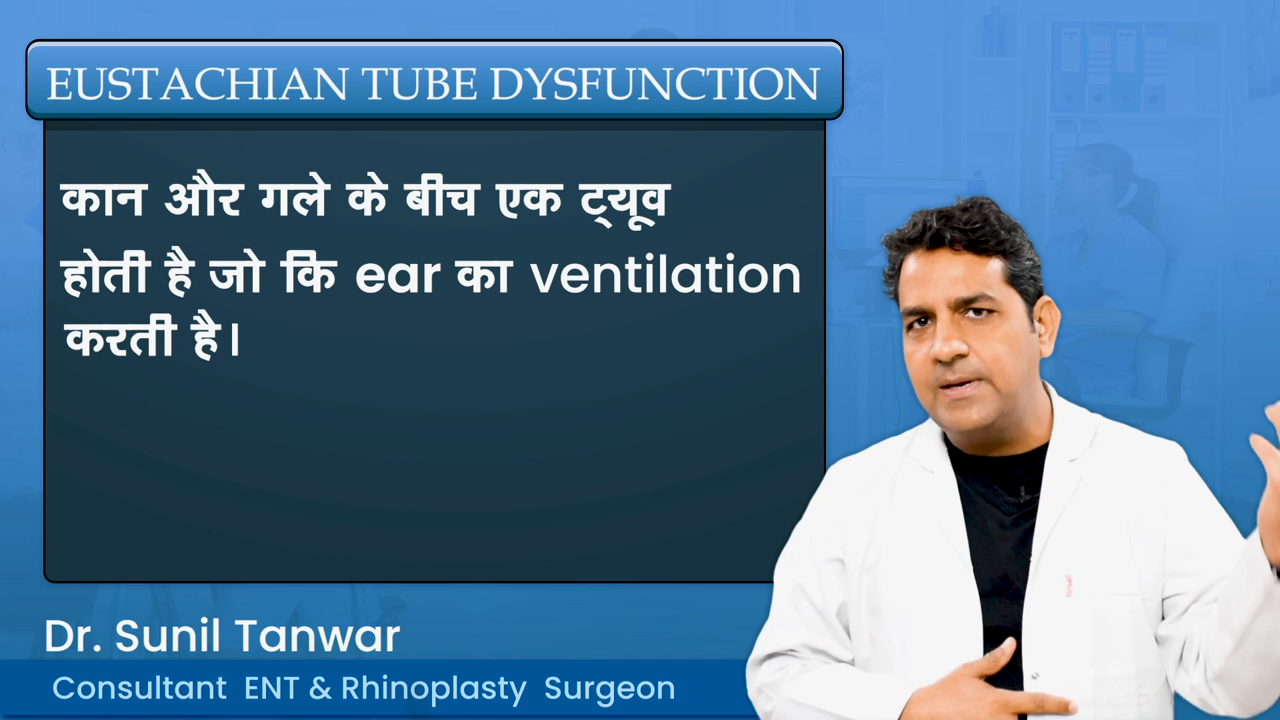 EUSTACHIAN TUBE DYSFUNCTION
कान और गले के बीच एक ट्यूव
होती है जो कि ear का ventilation
करती है।
Dr. Sunil Tanwar
Consultant ENT & Rhinoplasty Surgeon